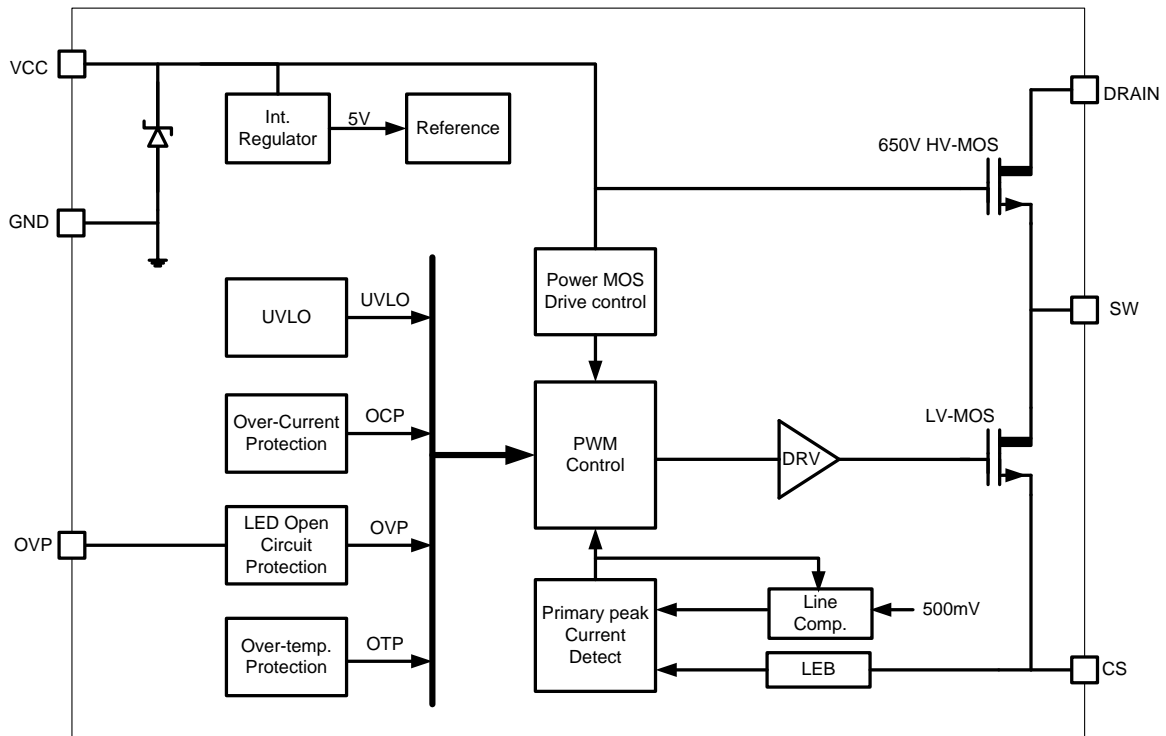 VCC
DRAIN
Int.
Regulator
5V
Reference
650V HV-MOS
GND
Power MOS
Drive control
UVLO
UVLO
SW
Over-Current
Protection
OCP
PWM
Control
DRV
LV-MOS
OVP
LED Open
Circuit
Protection
OVP
Primary peak
Current
Detect
Line
Comp.
500mV
Over-temp.
Protection
OTP
LEB
CS